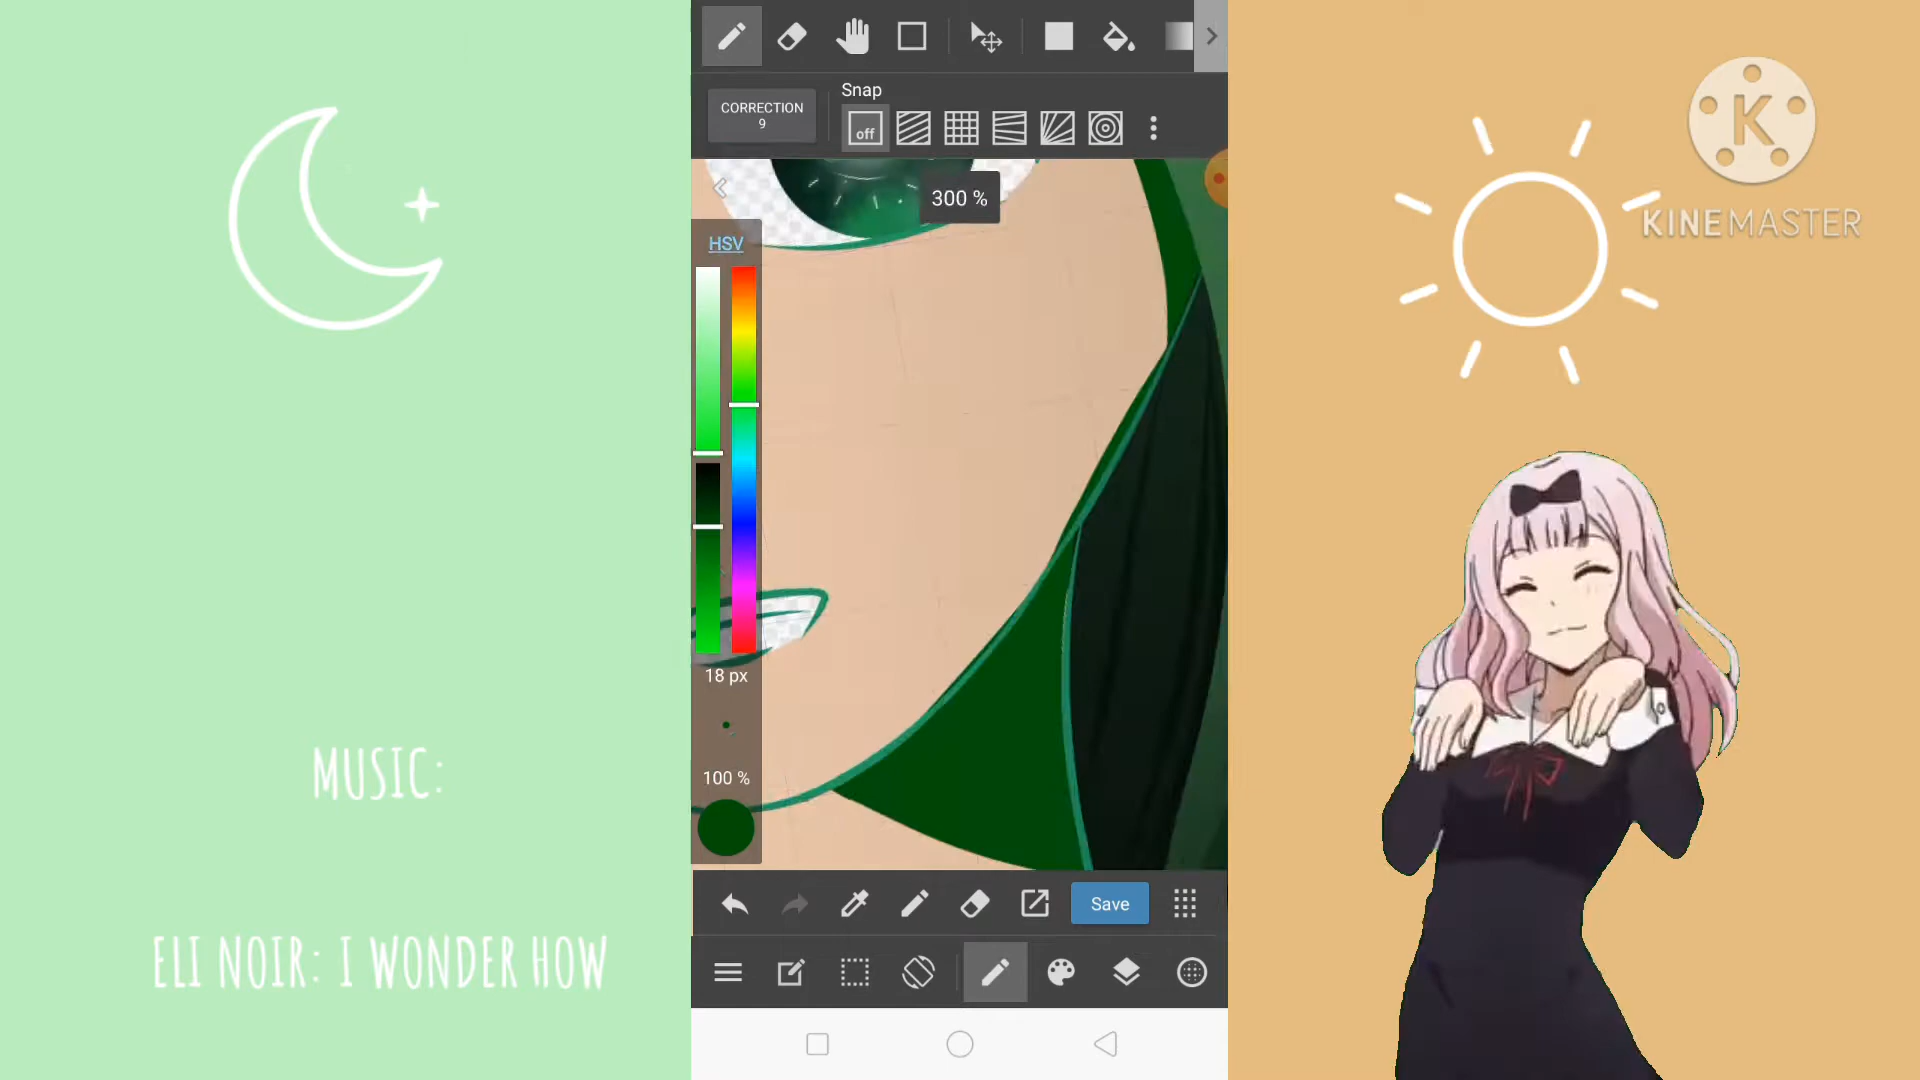 CORRECTION
9
Snap
off
300 %
HSV
18 px
100 %
Save
MUSIC:
ELI NOIR: I WONDER HOW
K
KINEMASTER